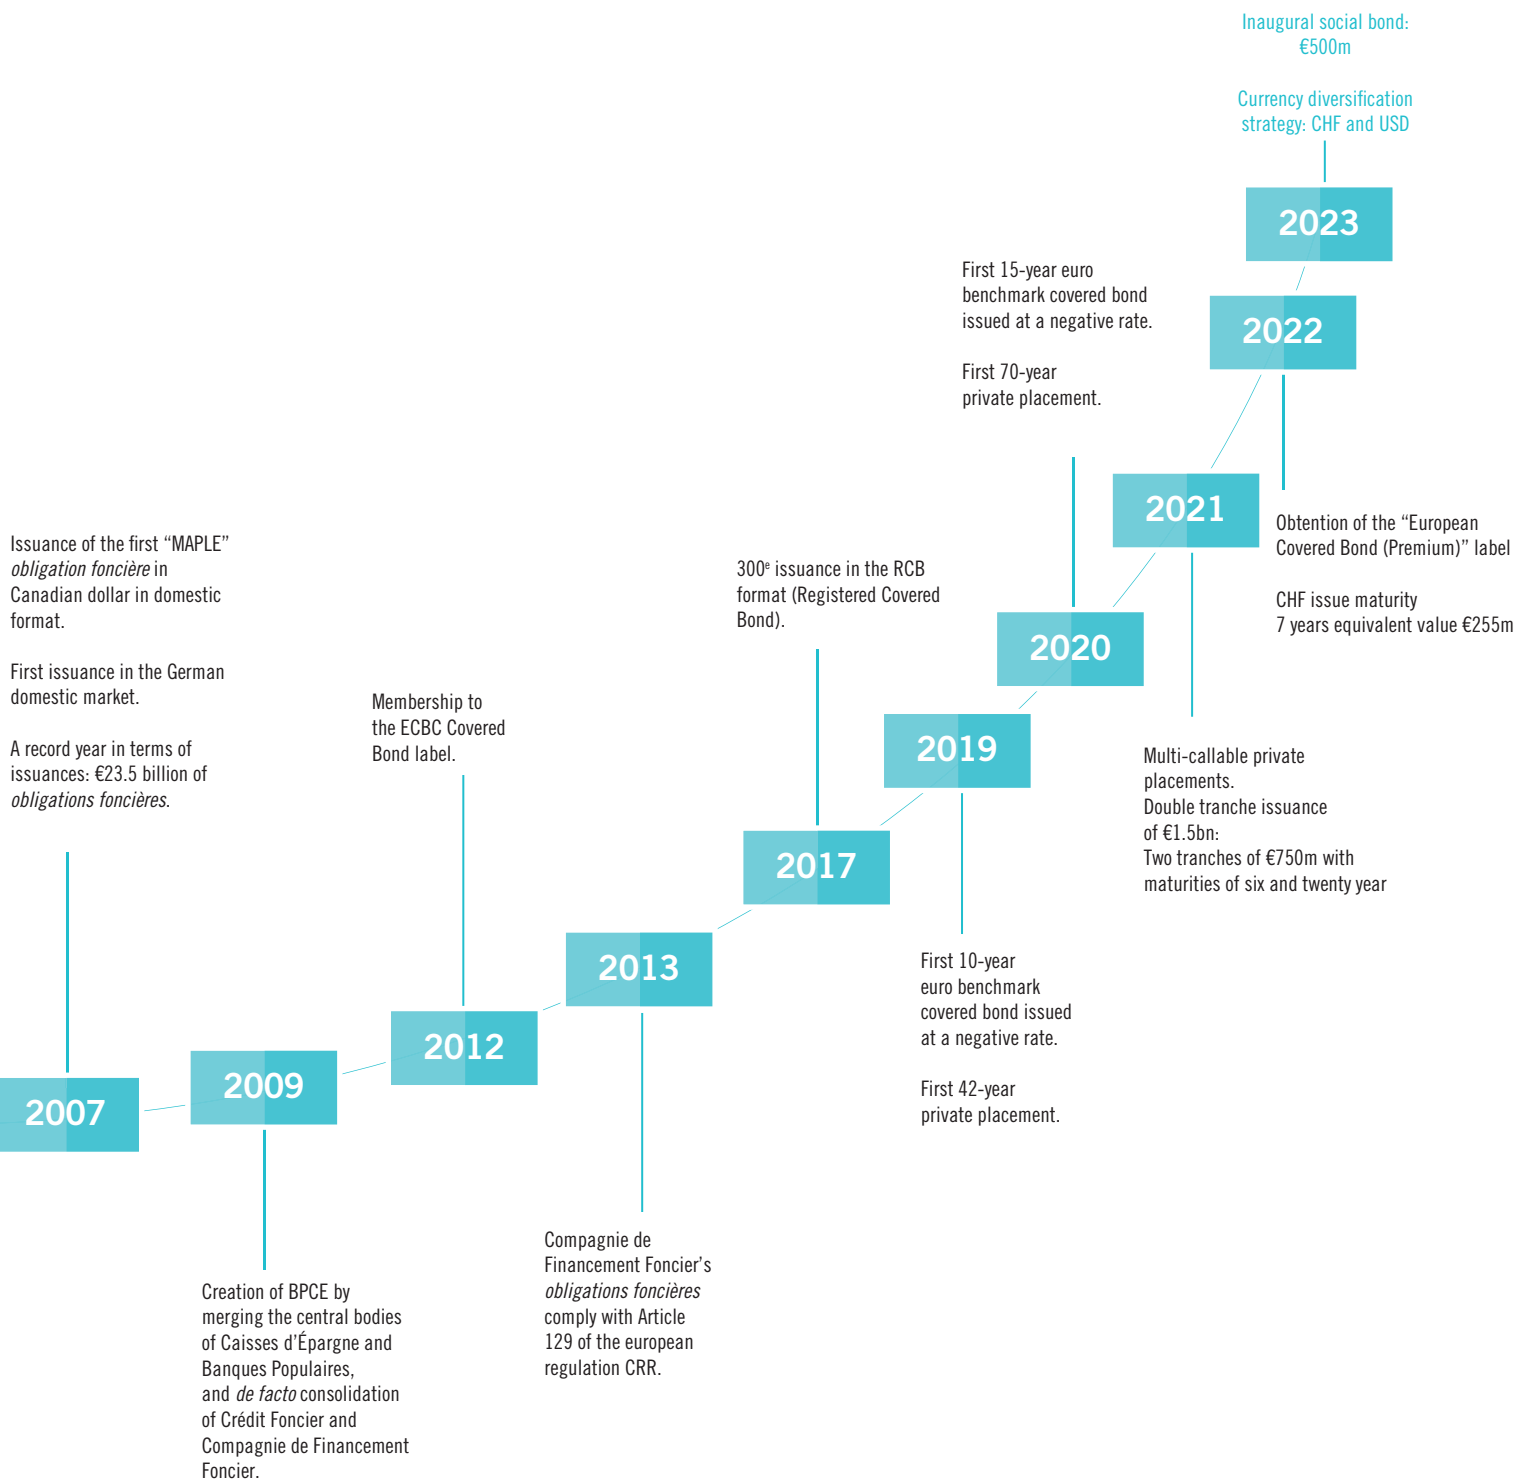 Issuance of the first “MAPLE”
obligation foncière in
Canadian dollar in domestic
format.
First issuance in the German
domestic market.
A record year in terms of
issuances: €23.5 billion of
obligations foncières.
2007
2009
Creation of BPCE by
merging the central bodies
of Caisses d’Épargne and
Banques Populaires,
and de facto consolidation
of Crédit Foncier and
Compagnie de Financement
Foncier.
Membership to
the ECBC Covered
Bond label.
2012
2013
Compagnie de
Financement Foncier’s
obligations foncières
comply with Article
129 of the european
regulation CRR.
300e issuance in the RCB
format (Registered Covered
Bond).
2017
2019
First 10-year
euro benchmark
covered bond issued
at a negative rate.
First 42-year
private placement.
First 15-year euro
benchmark covered bond
issued at a negative rate.
First 70-year
private placement.
2020
2021
Multi-callable private
placements.
Double tranche issuance
of €1.5bn:
Two tranches of €750m with
maturities of six and twenty year
2022
Obtention of the “European
Covered Bond (Premium)” label
CHF issue maturity
7 years equivalent value €255m
Inaugural social bond:
€500m
Currency diversification
strategy: CHF and USD
2023